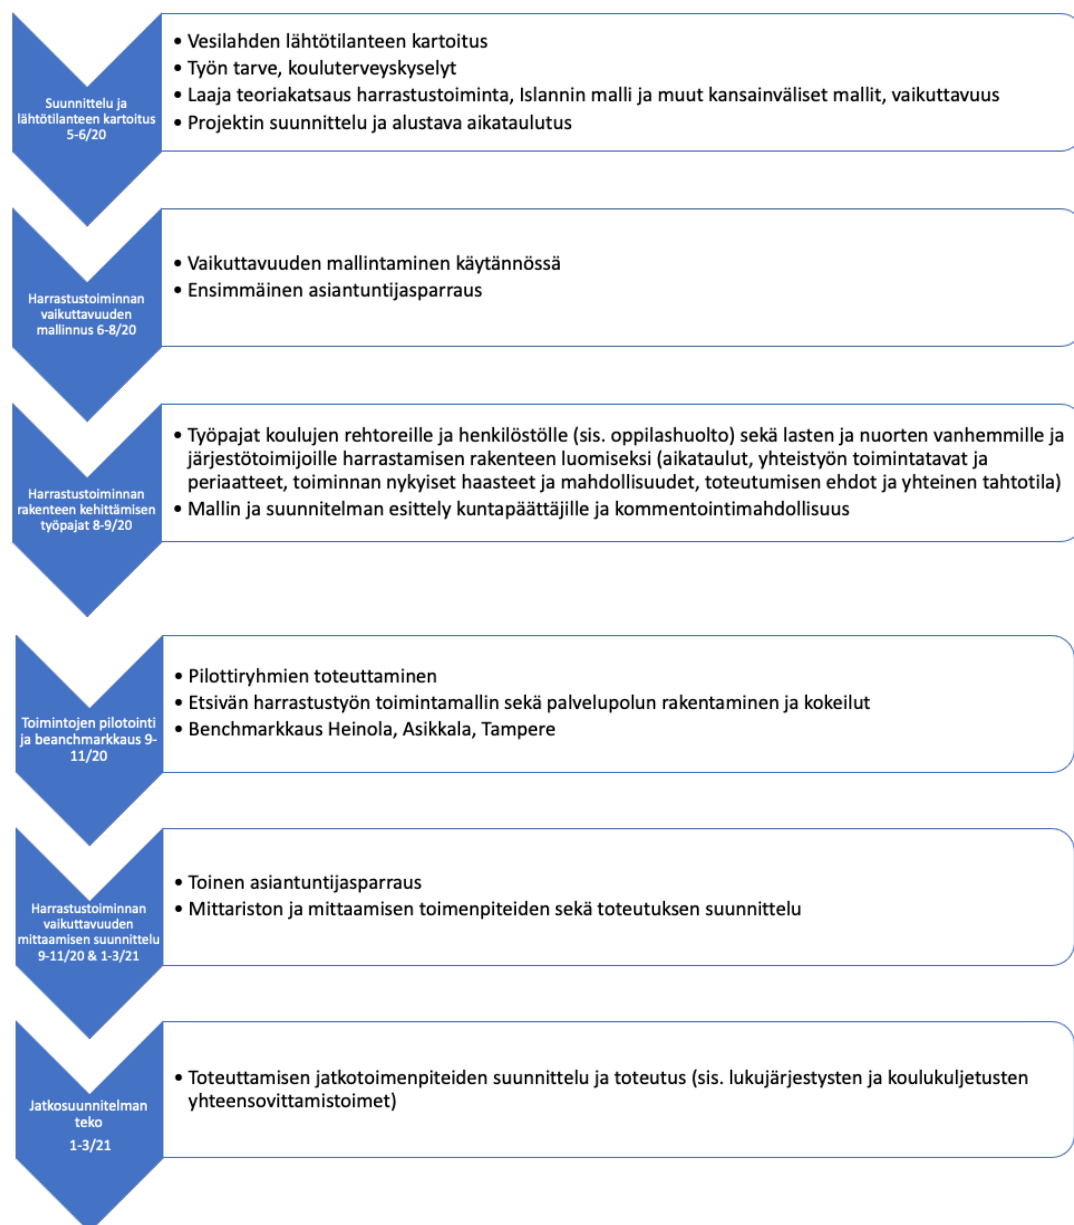 Suunnittelu ja
lähtötilanteen kartoitus
5-6/20
• Vesilahden lähtötilanteen kartoitus
• Työn tarve, kouluterveyskyselyt
• Laaja teoriakatsaus harrastustoiminta, Islannin malli ja muut kansainväliset mallit, vaikuttavuus
• Projektin suunnittelu ja alustava aikataulutus
Harrastustoiminnan
vaikuttavuuden
mallinnus 6-8/20
• Vaikuttavuuden mallintaminen käytännössä
• Ensimmäinen asiantuntijasparraus
Harrastustoiminnan
rakenteen kehittämisen
työpajat 8-9/20
• Työpajat koulujen rehtoreille ja henkilöstölle (sis. oppilashuolto) sekä lasten ja nuorten vanhemmille ja
järjestötoimijoille harrastamisen rakenteen luomiseksi (aikataulut, yhteistyön toimintatavat ja
periaatteet, toiminnan nykyiset haasteet ja mahdollisuudet, toteutumisen ehdot ja yhteinen tahtotila)
• Mallin ja suunnitelman esittely kuntapäättäjille ja kommentointimahdollisuus
Toimintojen pilotointi
ja beanchmarkkaus 9-
11/20
• Pilottiryhmien toteuttaminen
• Etsivän harrastustyön toimintamallin sekä palvelupolun rakentaminen ja kokeilut
• Benchmarkkaus Heinola, Asikkala, Tampere
Harrastustoiminnan
vaikuttavuuden
mittaamisen suunnittelu
9-11/20 & 1-3/21
• Toinen asiantuntijasparraus
• Mittariston ja mittaamisen toimenpiteiden sekä toteutuksen suunnittelu
Jatkosuunnitelman
teko
1-3/21
• Toteuttamisen jatkotoimenpiteiden suunnittelu ja toteutus (sis. lukujärjestysten ja koulukuljetusten
yhteensovittamistoimet)